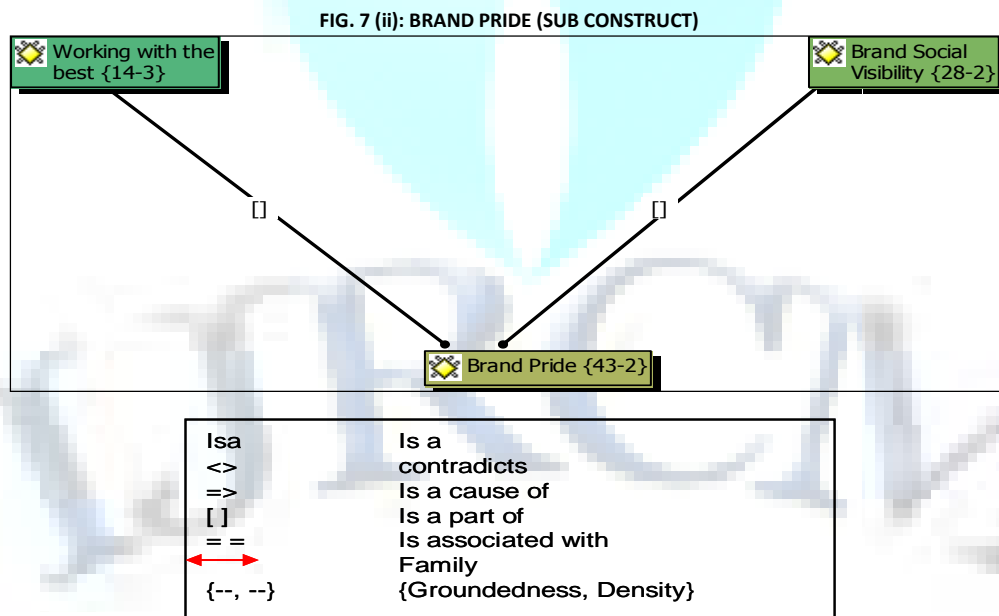 FIG. 7 (ii): BRAND PRIDE (SUB CONSTRUCT)
Working with the
best {14-3}
Brand Social
Visibility {28-2}
[]
[]
Brand Pride {43-2}
Isa Is a
<> contradicts
=> Is a cause of
[ ] Is a part of
= = Is associated with
Family
{--, --} {Groundedness, Density}
IJRCM